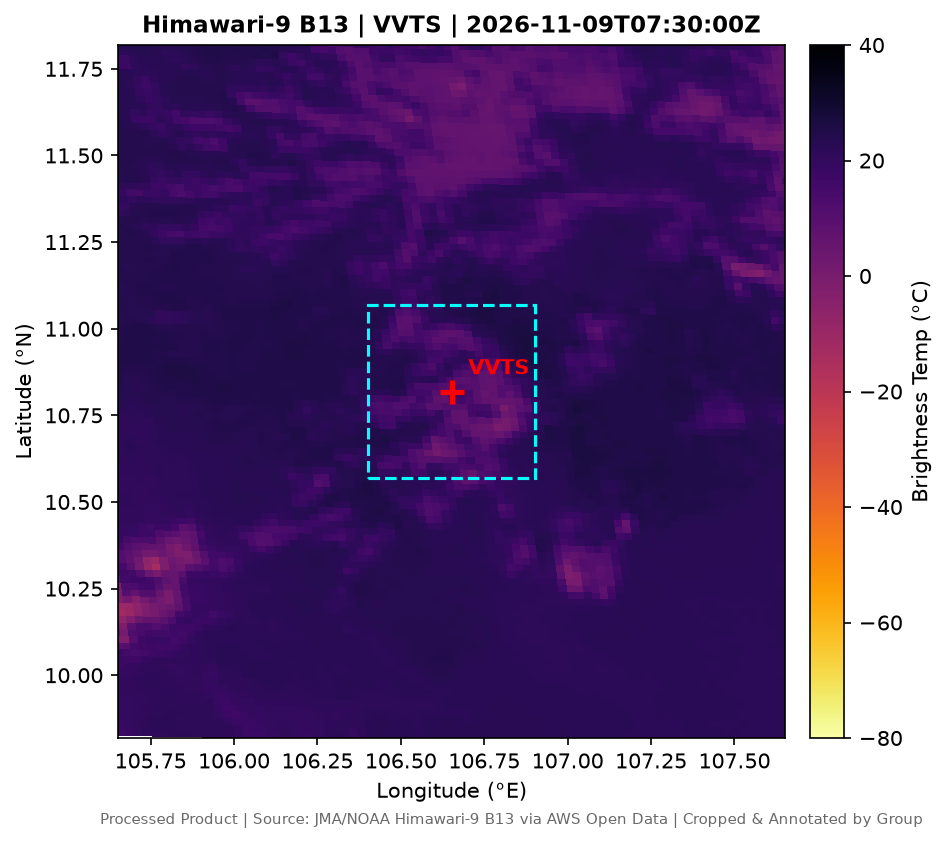 Himawari-9 B13 | VVTS | 2026-11-09T07:30:00Z
11.75
11.50
11.25
11.00
10.75
10.50
10.25
10.00
Latitude (°N)
VVTS
105.75 106.00 106.25 106.50 106.75 107.00 107.25 107.50
Longitude (°E)
40
20
0
−20
−40
−60
−80
Brightness Temp (°C)
Processed Product | Source: JMA/NOAA Himawari-9 B13 via AWS Open Data | Cropped & Annotated by Group